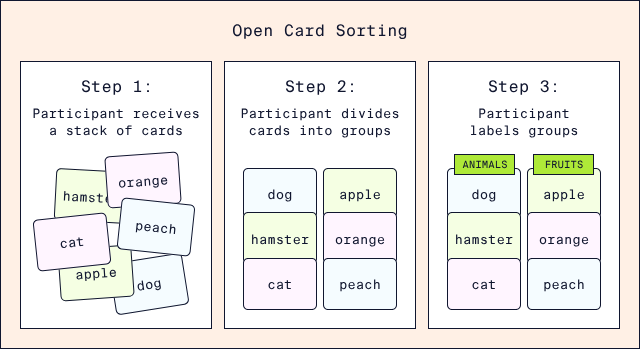 Open Card Sorting
Step 1:
Participant receives
a stack of cards
orange
cat
peach
apple
dog
Step 2:
Participant divides
cards into groups
dog
apple
hamster
orange
cat
peach
Step 3:
Participant
labels groups
ANIMALS
FRUITS
dog
apple
hamster
orange
cat
peach